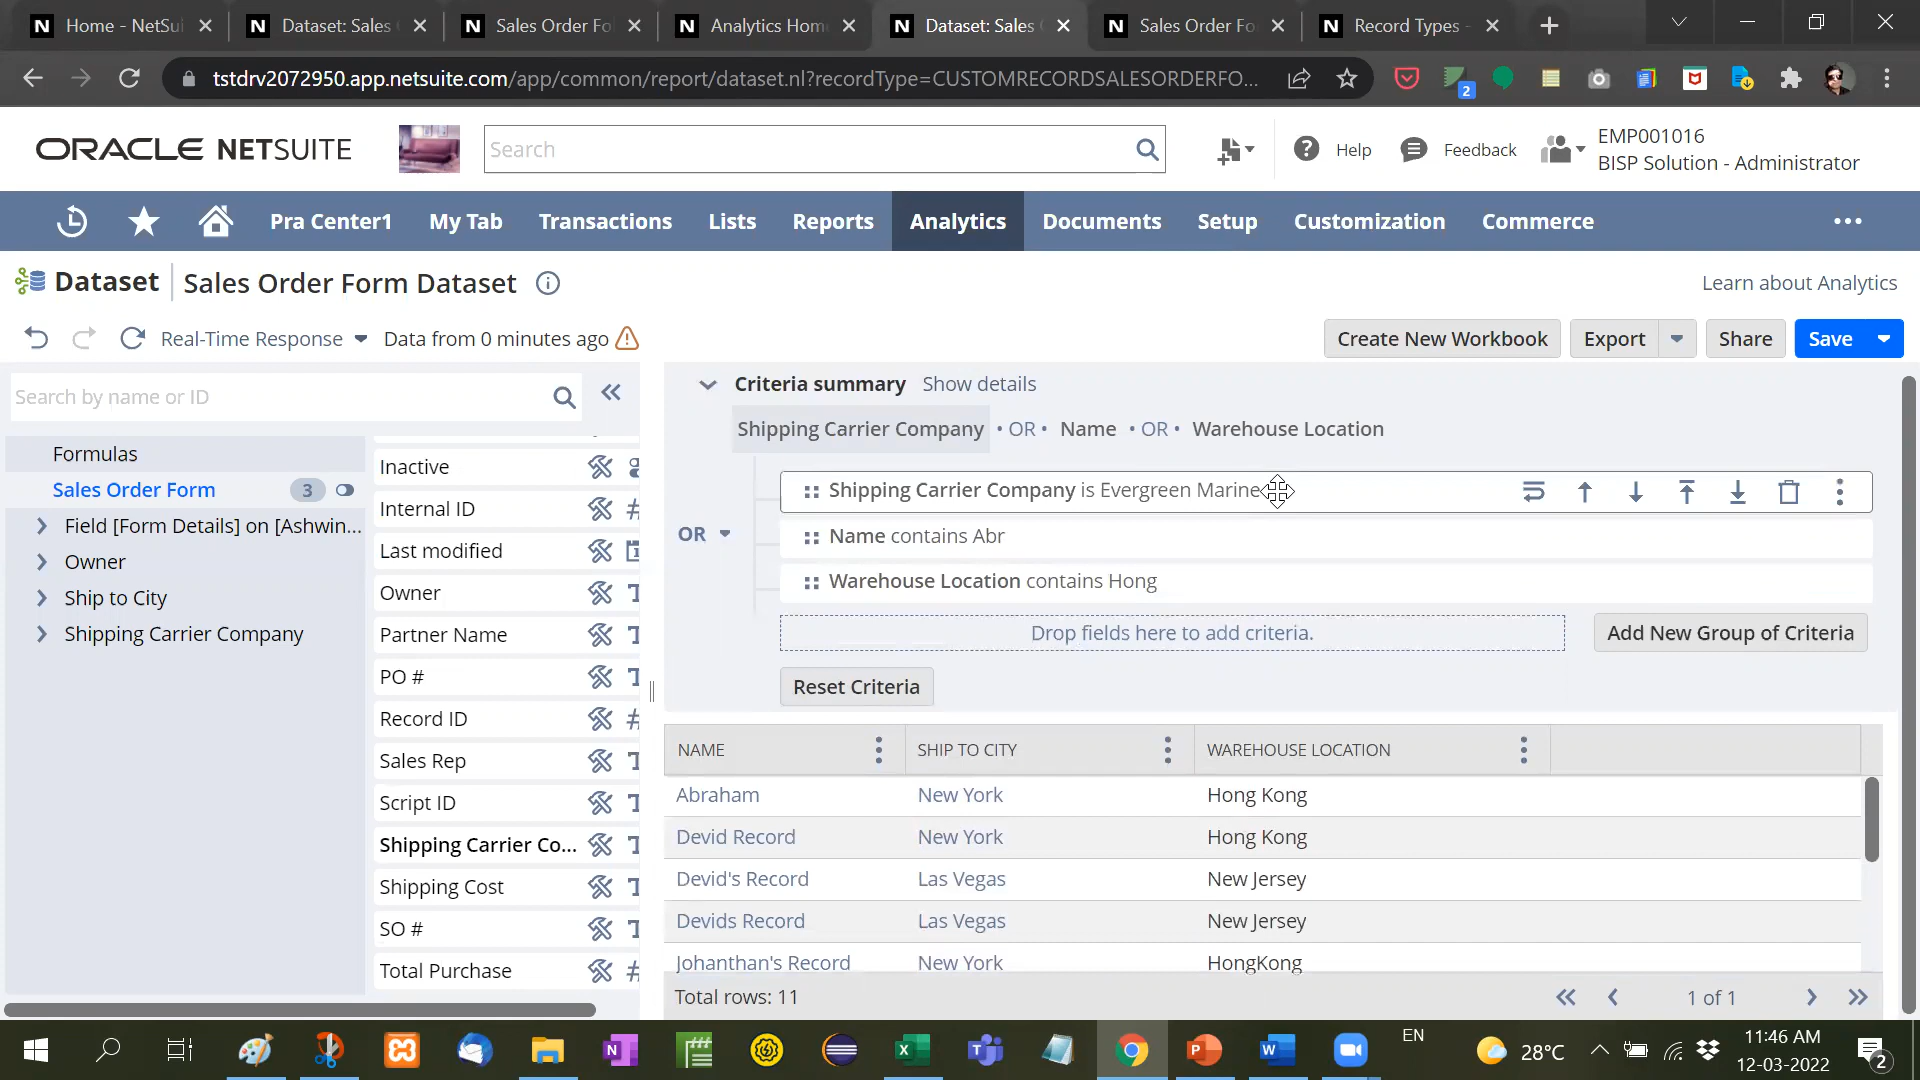 Home - NetSui
Dataset: Sales
Sales Order Fo
Analytics Home
Dataset: Sales
Sales Order Fo
Record Types -
tstdrv2072950.app.netsuite.com/app/common/report/dataset.nl?recordType=CUSTOMRECORDSALESORDERFO...
2
ORACLE NETSUITE
Search
Help
Feedback
EMP001016
BISP Solution - Administrator
Pra Center1
My Tab
Transactions
Lists
Reports
Analytics
Documents
Setup
Customization
Commerce
Dataset
Sales Order Form Dataset
Learn about Analytics
Real-Time Response
Data from 0 minutes ago
Create New Workbook
Export
Share
Save
Search by name or ID
Formulas
Sales Order Form
3
Field [Form Details] on [Ashwin...
Owner
Ship to City
Shipping Carrier Company
Inactive
Internal ID
Last modified
Owner
Partner Name
PO #
Record ID
Sales Rep
Script ID
Shipping Carrier Co...
Shipping Cost
SO #
Total Purchase
Criteria summary
Show details
Shipping Carrier Company • OR • Name • OR • Warehouse Location
Shipping Carrier Company is Evergreen Marine
OR
Name contains Abr
Warehouse Location contains Hong
Drop fields here to add criteria.
Add New Group of Criteria
Reset Criteria
NAME SHIP TO CITY WAREHOUSE LOCATION
Abraham New York Hong Kong
Devid Record New York Hong Kong
Devid's Record Las Vegas New Jersey
Devids Record Las Vegas New Jersey
Johanthan's Record New York HongKong
Total rows: 11
1 of 1
EN
28°C
11:46 AM
12-03-2022
2